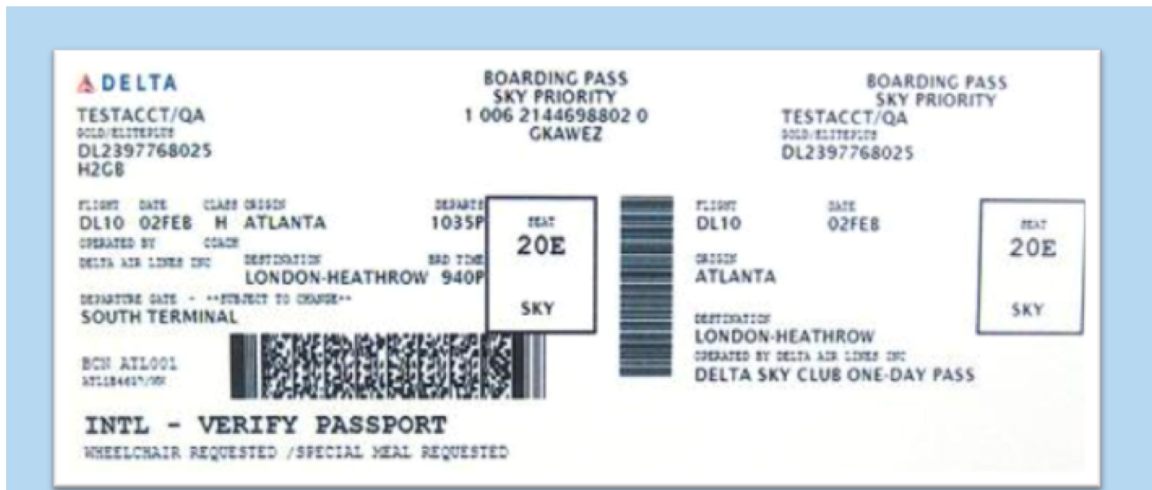 DELTA
TESTACCT/QA
GOLD/ELITEPLUS
DL2397768025
H2GB
BOARDING PASS
SKY PRIORITY
1 006 2144698802 0
GKAWEZ
BOARDING PASS
SKY PRIORITY
TESTACCT/QA
GOLD/ELITEPLUS
DL2397768025
FLIGHT DATE CLASS ORIGIN DEPARTS
DL10 02FEB H ATLANTA 1035P
OPERATED BY COACH
DELTA AIR LINES INC DESTINATION BRD TIME
LONDON-HEATHROW 940P
DEPARTURE GATE - **SUBJECT TO CHANGE**
SOUTH TERMINAL
SEAT
20E
SKY
BCN ATL001
INTL - VERIFY PASSPORT
WHEELCHAIR REQUESTED /SPECIAL MEAL REQUESTED
FLIGHT DATE
DL10 02FEB
ORIGIN
ATLANTA
DESTINATION
LONDON-HEATHROW
OPERATED BY DELTA AIR LINES INC
DELTA SKY CLUB ONE-DAY PASS
SEAT
20E
SKY